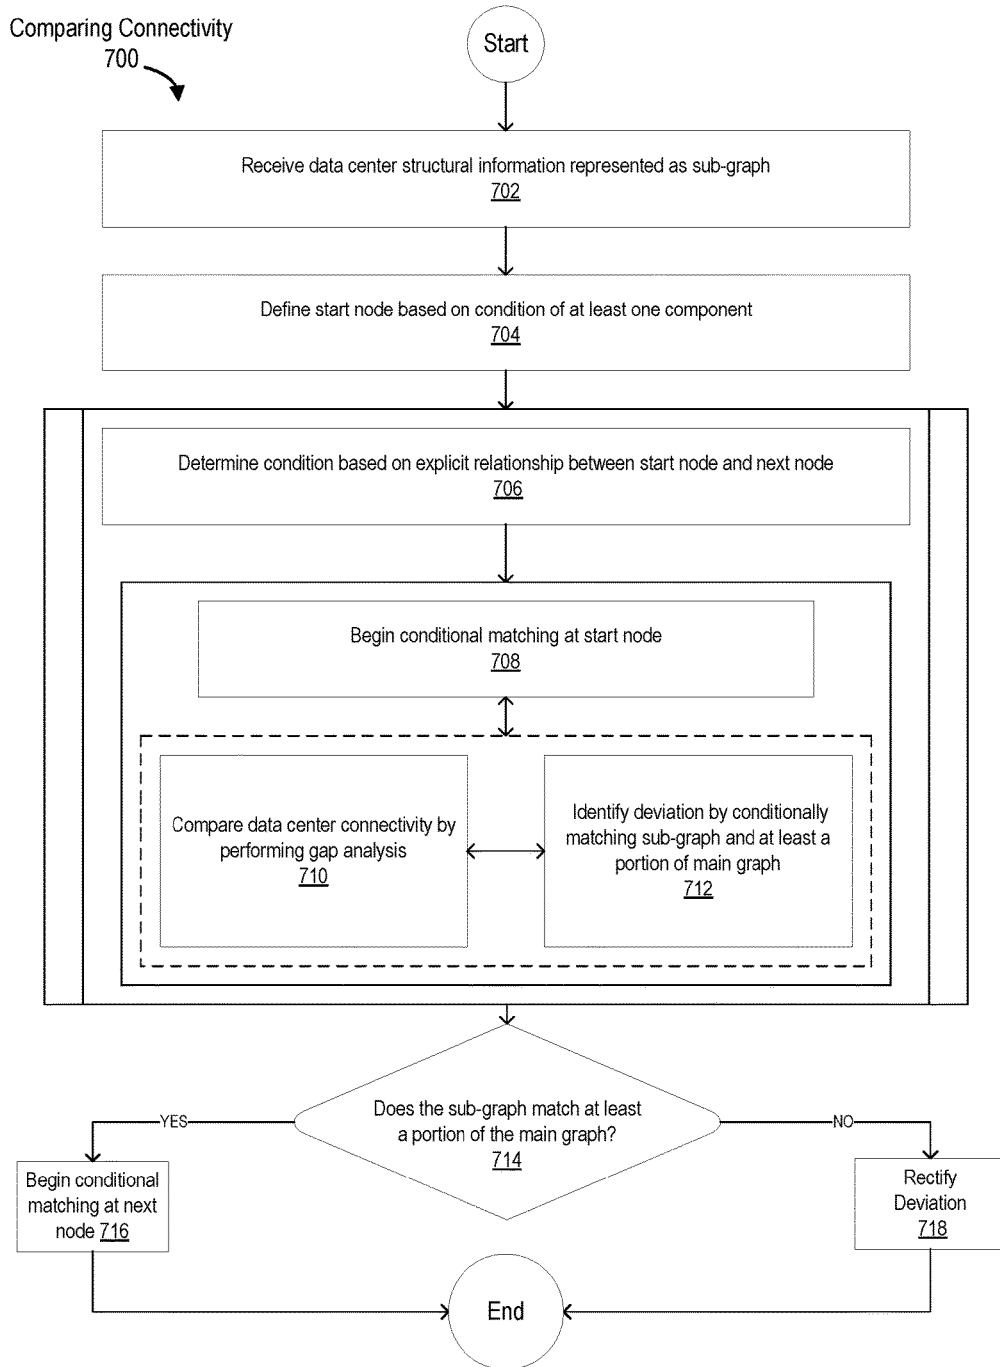 Comparing Connectivity
700
Start
Receive data center structural information represented as sub-graph
702
Define start node based on condition of at least one component
704
Determine condition based on explicit relationship between start node and next node
706
Begin conditional matching at start node
708
Compare data center connectivity by
performing gap analysis
710
Identify deviation by conditionally
matching sub-graph and at least a
portion of main graph
712
Does the sub-graph match at least
a portion of the main graph?
714
YES
NO
Begin conditional
matching at next
node 716
Rectify
Deviation
718
End